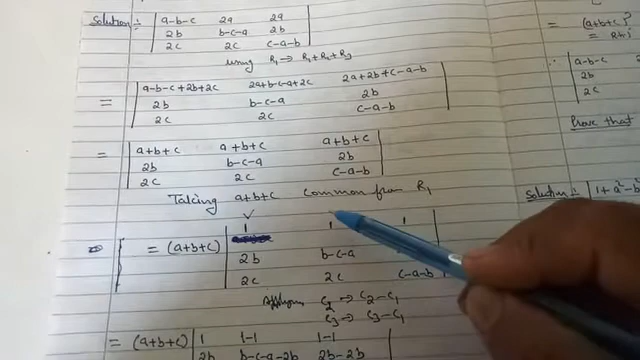 Solution :- | a-b-c 2a 2a |
| 2b b-c-a 2b |
| 2c 2c c-a-b |
using R₁ → R₁+R₂+R₃
= | a-b-c+2b+2c 2a+b-c-a+2c 2a+2b+c-a-b |
| 2b b-c-a 2b |
| 2c 2c c-a-b |
= | a+b+c a+b+c a+b+c |
| 2b b-c-a 2b |
| 2c 2c c-a-b |
Taking a+b+c Common from R₁
= (a+b+c) | 1 1 1 |
| 2b b-c-a
| 2c 2c c-a-b |
C₂ → C₂-C₁
C₃ → C₃-C₁
= (a+b+c) | 1 1-1 1-1
2b b-c-a-2b 2b-2b
= (a+b+c)²
∴ | a-b-c
2b
2c
Prove that
Solution :- | 1+a²-b²